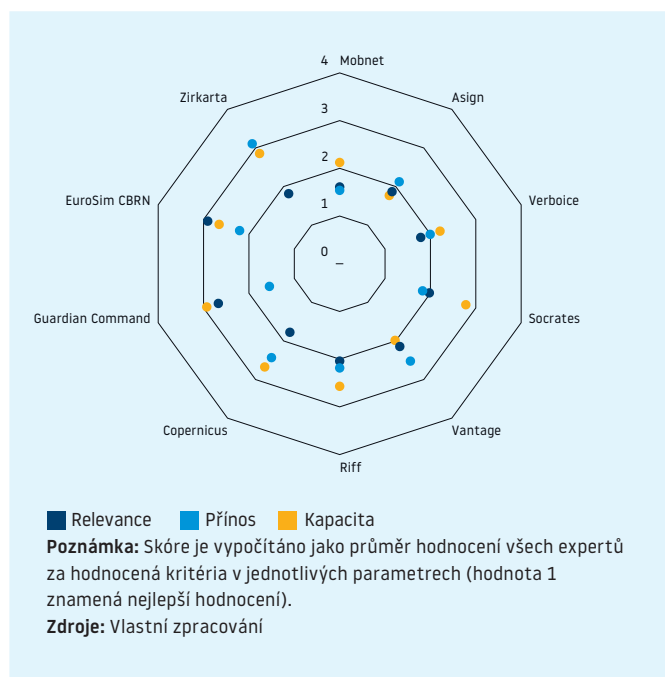 4 Mobnet
Zirkarta
Asign
3
2
EuroSim CBRN
Verboice
1
0
Guardian Command
Socrates
Copernicus
Vantage
Riff
Relevance Přínos Kapacita
Poznámka: Skóre je vypočítáno jako průměr hodnocení všech expertů
za hodnocená kritéria v jednotlivých parametrech (hodnota 1
znamená nejlepší hodnocení).
Zdroje: Vlastní zpracování